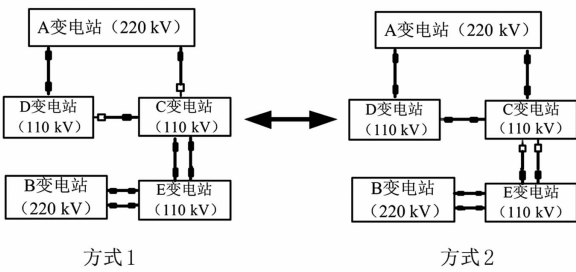 A变电站（220 kV）
D变电站
（110 kV）
C变电站
（110 kV）
B变电站
（220 kV）
E变电站
（110 kV）
方式1
A变电站（220 kV）
D变电站
（110 kV）
C变电站
（110 kV）
B变电站
（220 kV）
E变电站
（110 kV）
方式2